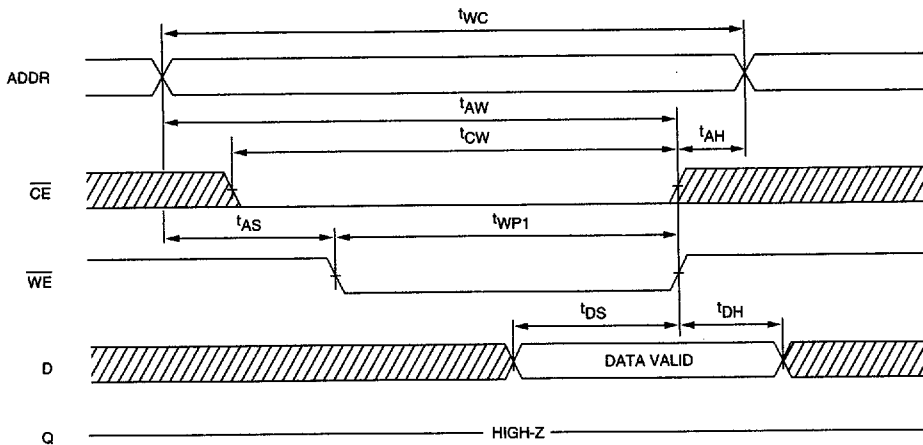 tWC
ADDR
tAW
tCW
tAH
CE
tAS
tWP1
WE
tDS
tDH
D
DATA VALID
Q
HIGH-Z